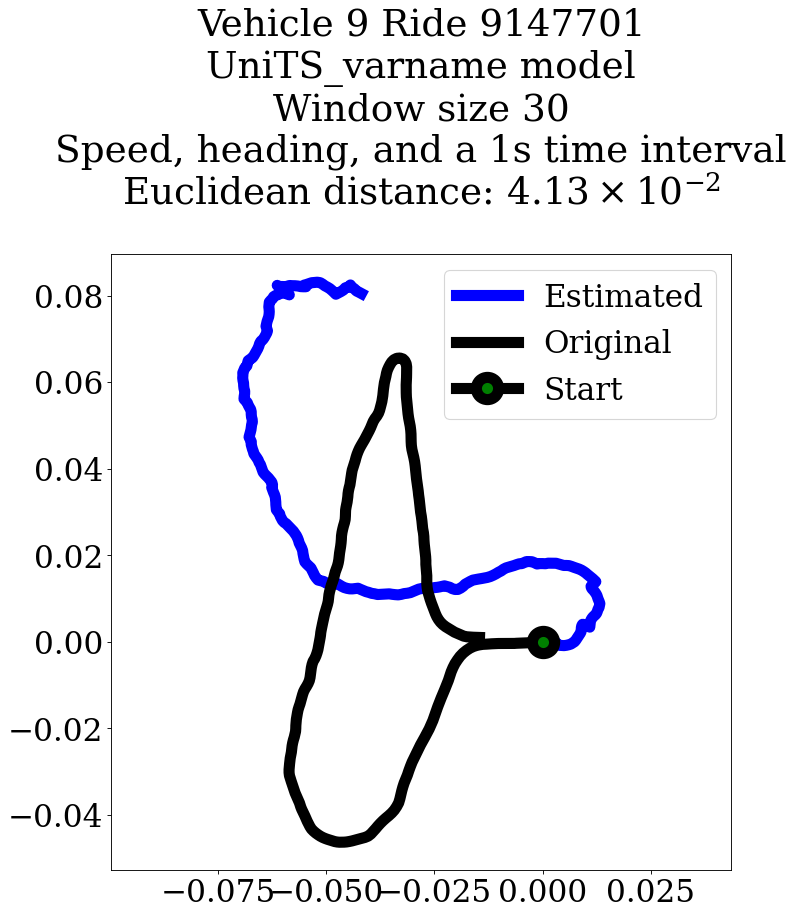 Vehicle 9 Ride 9147701
UniTS_varname model
Window size 30
Speed, heading, and a 1s time interval
Euclidean distance: 4.13 × 10⁻²
Estimated
Original
Start
0.08
0.06
0.04
0.02
0.00
−0.02
−0.04
−0.075 −0.050 −0.025 0.000 0.025